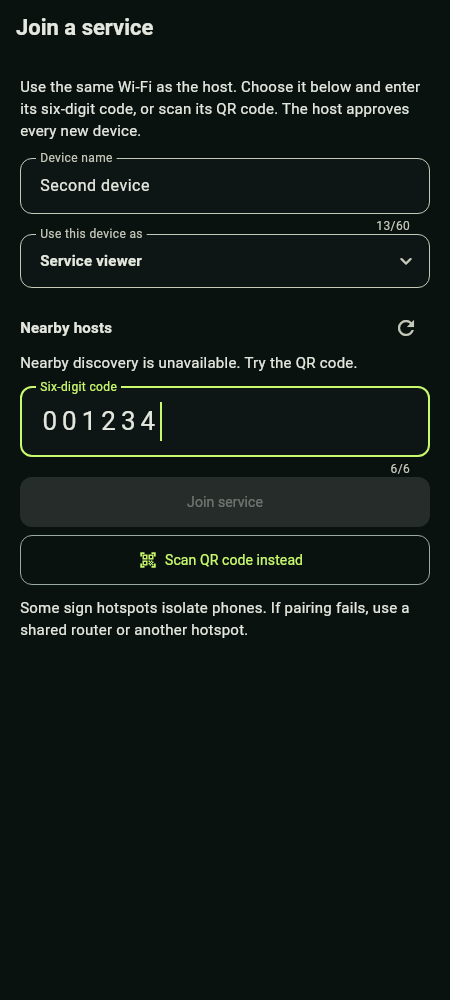 Join a service
Use the same Wi-Fi as the host. Choose it below and enter
its six-digit code, or scan its QR code. The host approves
every new device.
Device name
Second device
13/60
Use this device as
Service viewer
Nearby hosts
Nearby discovery is unavailable. Try the QR code.
Six-digit code
001234
6/6
Join service
Scan QR code instead
Some sign hotspots isolate phones. If pairing fails, use a
shared router or another hotspot.